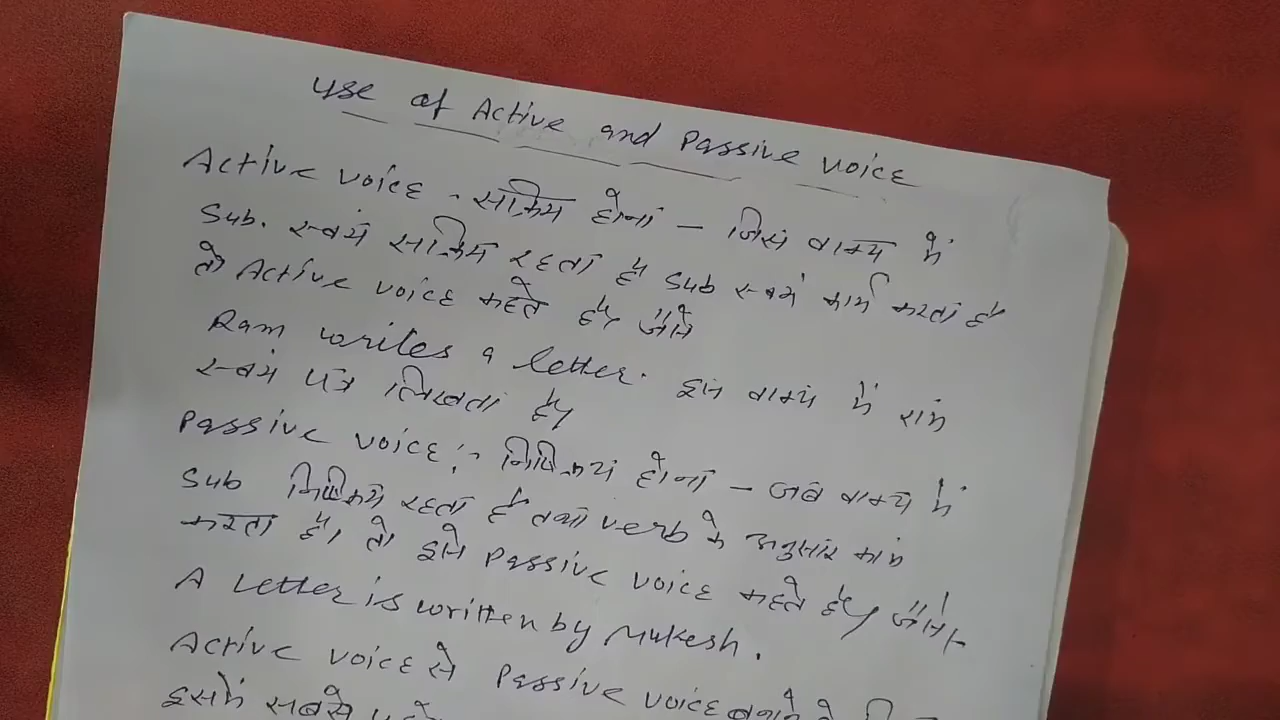 Use of Active and Passive Voice
Active voice - सक्रिय होना - जिस वाक्य में
Sub. स्वयं सक्रिय रहता है Sub स्वयं कार्य करता है
तो Active voice कहते है। जैसे
Ram writes a letter. इस वाक्य में राम
स्वयं पत्र लिखता है।
Passive voice :- निष्क्रिय होना - जब वाक्य में
Sub निष्क्रिय रहता है तथा verb के अनुसार काम
करता है। तो इसे Passive voice कहते है। जैसे-
A letter is written by Mukesh.
Active voice से Passive voice बनाने के
इसमें सबसे